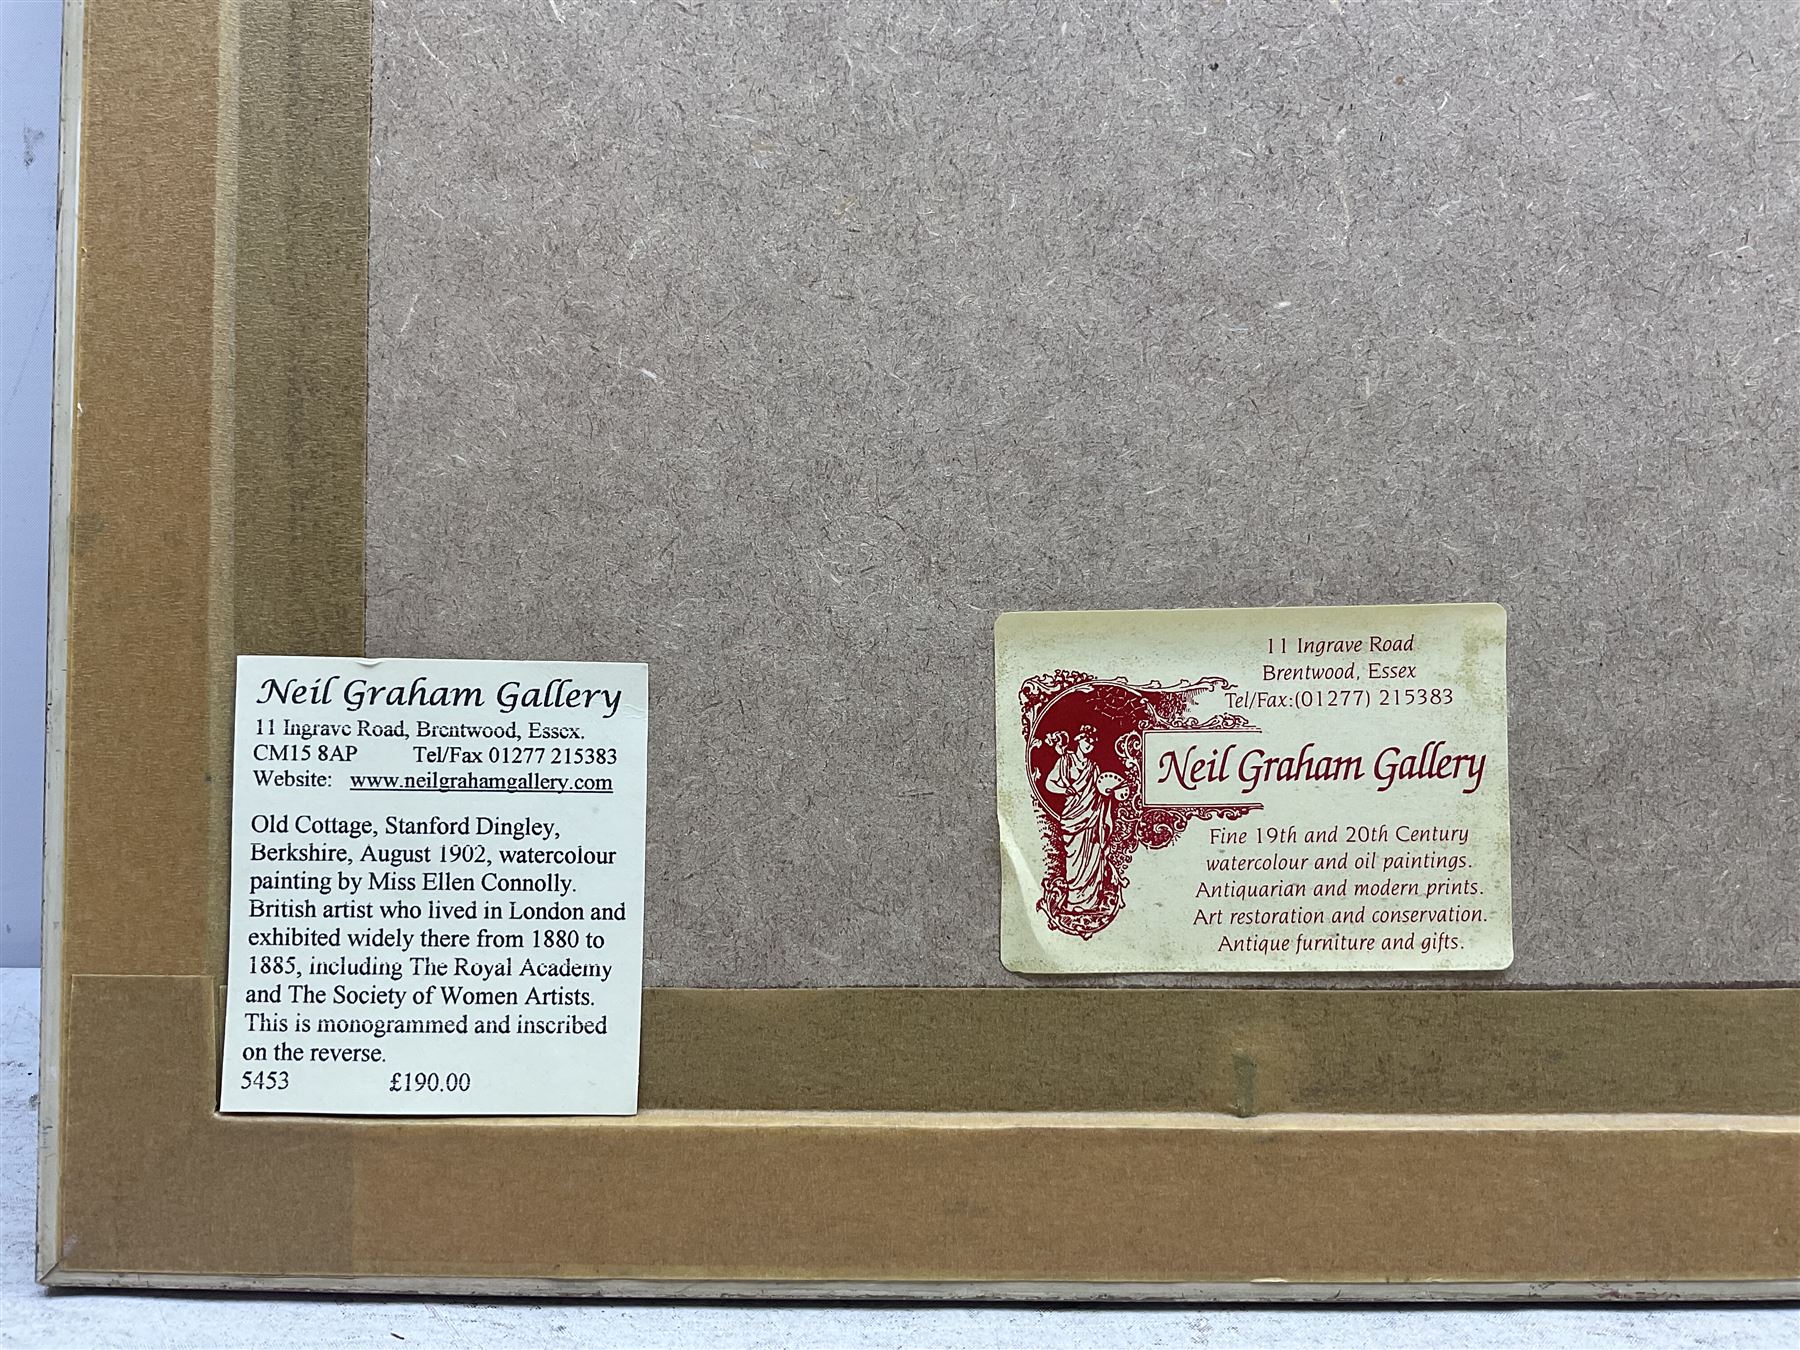 Neil Graham Gallery
11 Ingrave Road, Brentwood, Essex.
CM15 8AP Tel/Fax 01277 215383
Website: www.neilgrahamgallery.com
Old Cottage, Stanford Dingley,
Berkshire, August 1902, watercolour
painting by Miss Ellen Connolly.
British artist who lived in London and
exhibited widely there from 1880 to
1885, including The Royal Academy
and The Society of Women Artists.
This is monogrammed and inscribed
on the reverse.
5453 £190.00
11 Ingrave Road
Brentwood, Essex
Tel/Fax:(01277) 215383
Neil Graham Gallery
Fine 19th and 20th Century
watercolour and oil paintings.
Antiquarian and modern prints.
Art restoration and conservation.
Antique furniture and gifts.